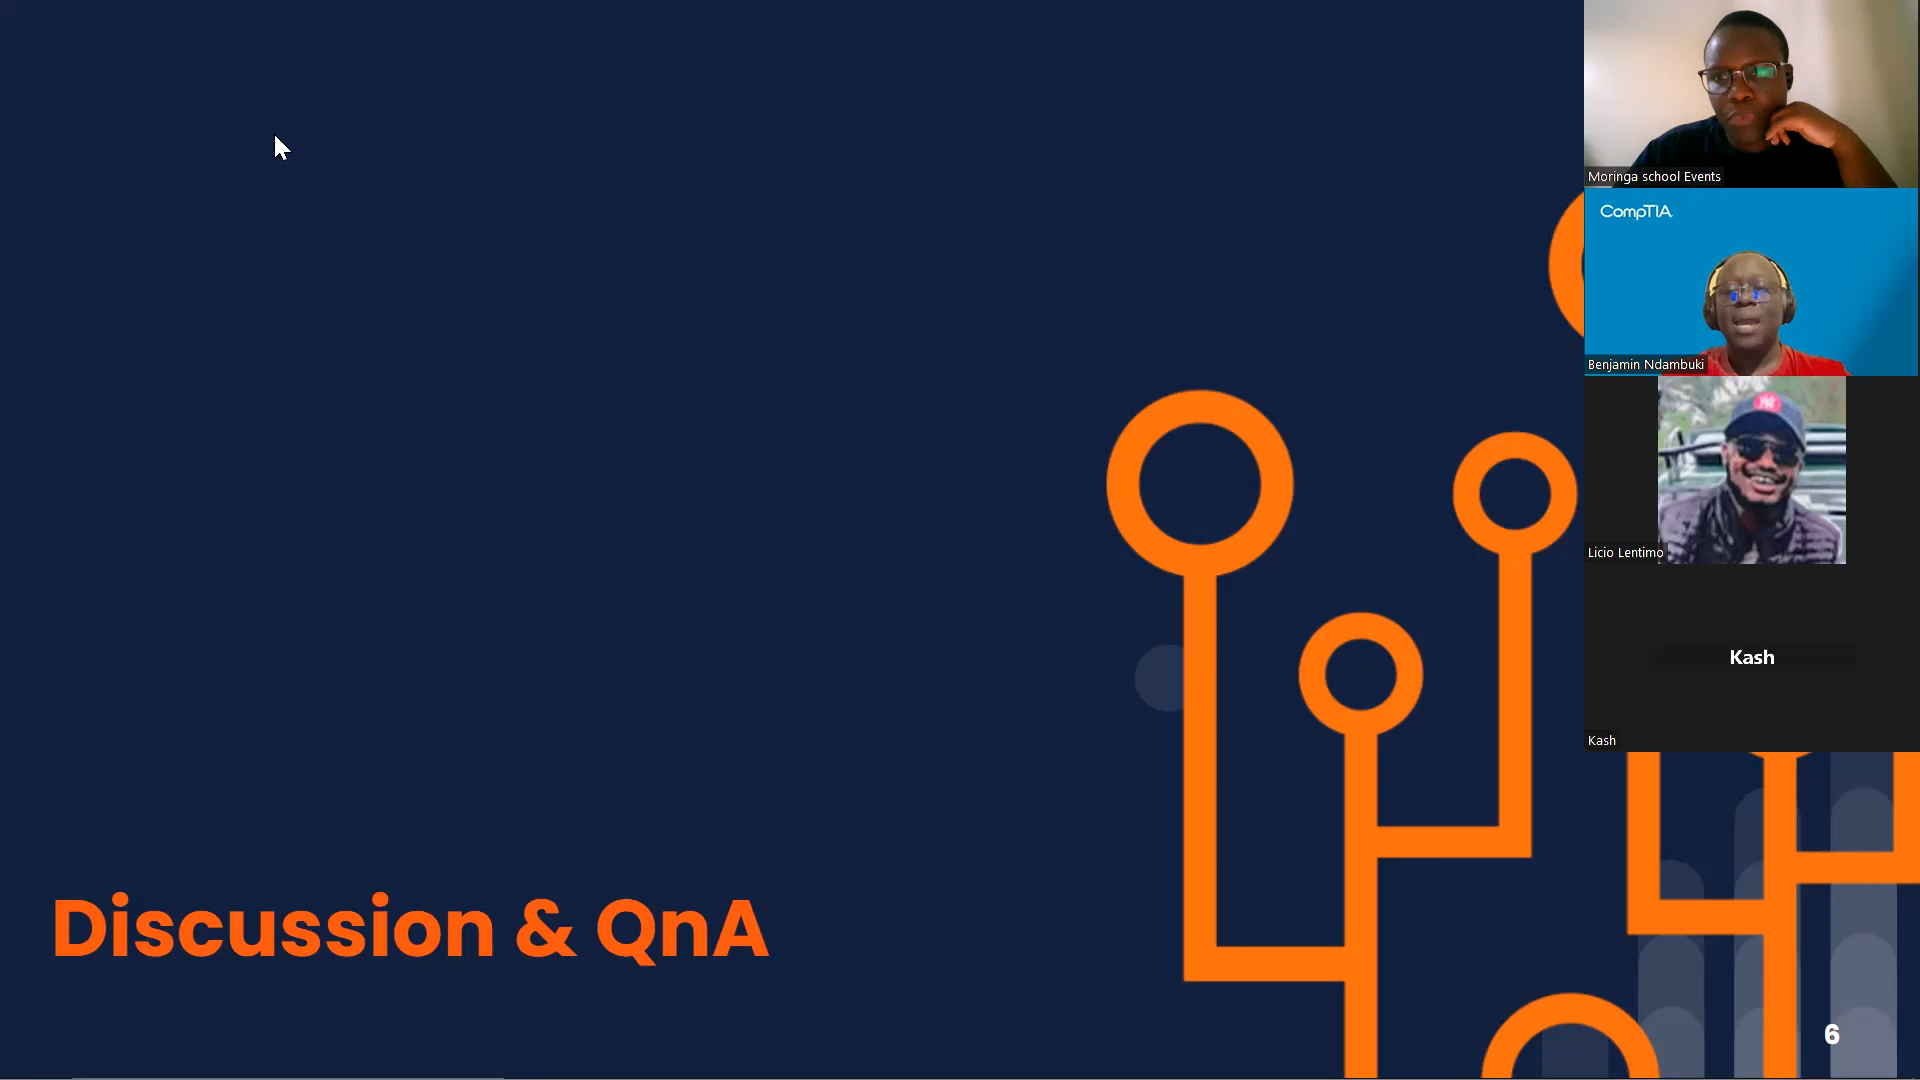 Moringa school Events
CompTIA
Benjamin Ndambuki
Licio Lentimo
Kash
Kash
Discussion & QnA
6